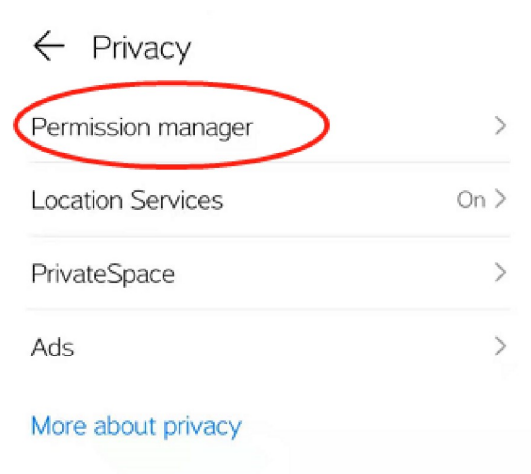 Privacy
Permission manager
Location Services On
PrivateSpace
Ads
More about privacy